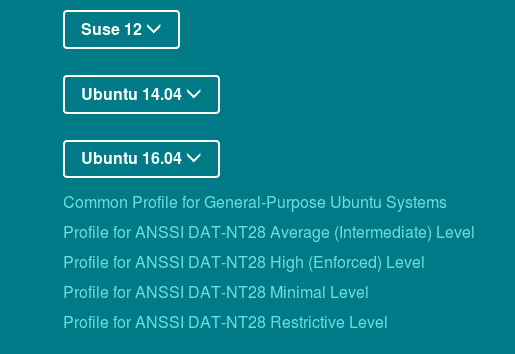 Suse 12
Ubuntu 14.04
Ubuntu 16.04
Common Profile for General-Purpose Ubuntu Systems
Profile for ANSSI DAT-NT28 Average (Intermediate) Level
Profile for ANSSI DAT-NT28 High (Enforced) Level
Profile for ANSSI DAT-NT28 Minimal Level
Profile for ANSSI DAT-NT28 Restrictive Level